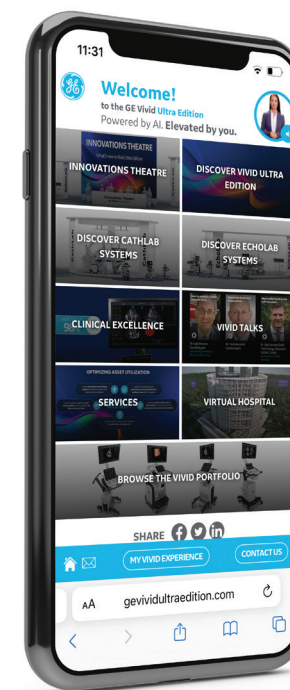 11:31
Welcome!
to the GE Vivid Ultra Edition
Powered by AI. Elevated by you.
INNOVATIONS THEATRE
INNOVATIONS THEATRE
DISCOVER VIVID ULTRA
EDITION
DISCOVER CATHLAB
SYSTEMS
DISCOVER ECHOLAB
SYSTEMS
CLINICAL EXCELLENCE
VIVID TALKS
OPTIMIZING ASSET UTILIZATION
SERVICES
VIRTUAL HOSPITAL
BROWSE THE VIVID PORTFOLIO
SHARE
MY VIVID EXPERIENCE
CONTACT US
AA
gevividultraedition.com